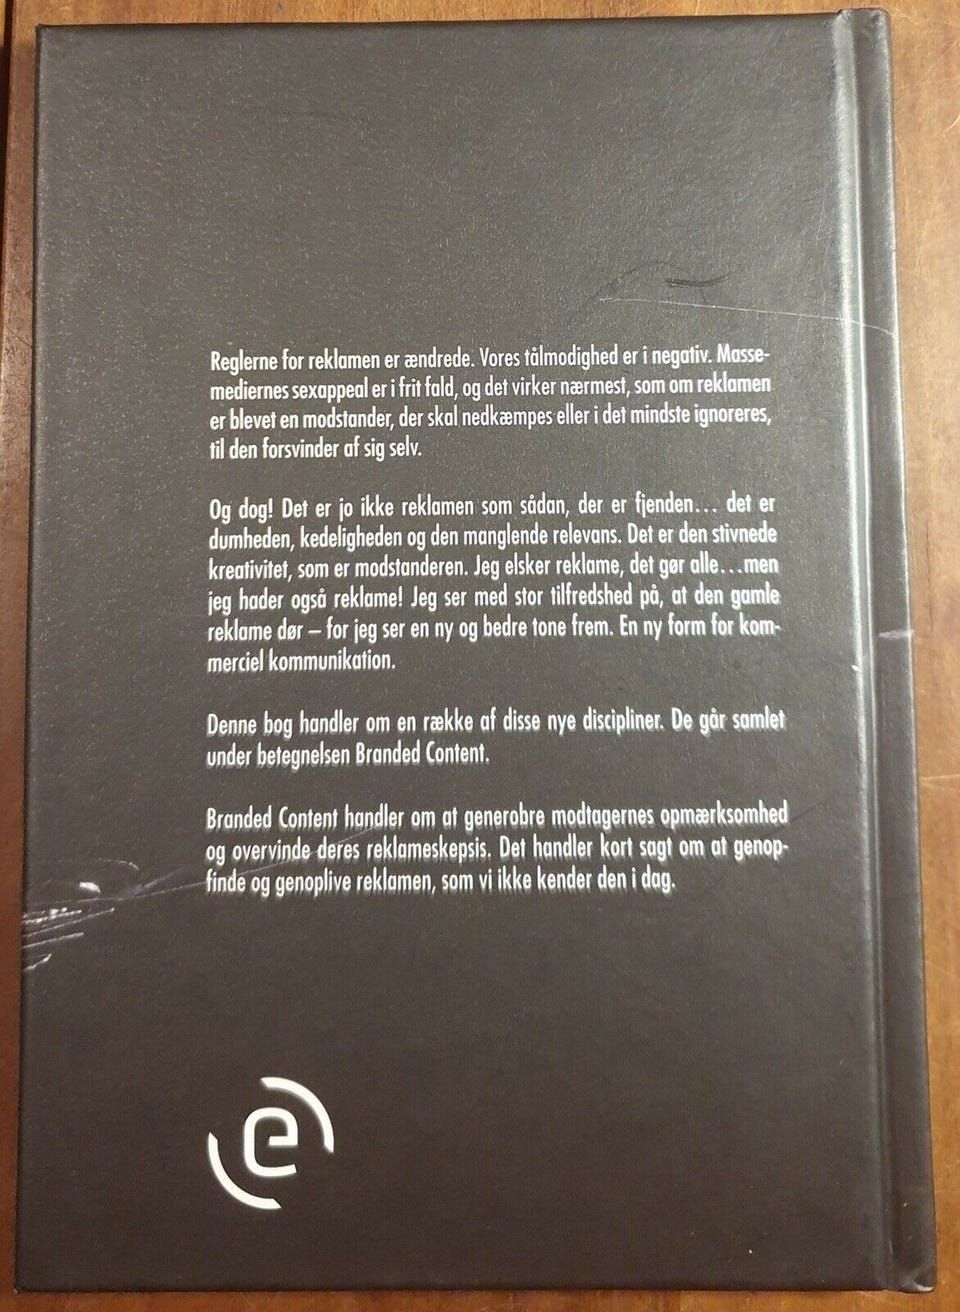 Reglerne for reklamen er ændrede. Vores tålmodighed er i negativ. Masse-
mediernes sexappeal er i frit fald, og det virker nærmest, som om reklamen
er blevet en modstander, der skal nedkæmpes eller i det mindste ignoreres,
til den forsvinder af sig selv.
Og dog! Det er jo ikke reklamen som sådan, der er fjenden... det er
dumheden, kedeligheden og den manglende relevans. Det er den stivnede
kreativitet, som er modstanderen. Jeg elsker reklame, det gør alle...men
jeg hader også reklame! Jeg ser med stor tilfredshed på, at den gamle
reklame dør – for jeg ser en ny og bedre tone frem. En ny form for kom-
merciel kommunikation.
Denne bog handler om en række af disse nye discipliner. De går samlet
under betegnelsen Branded Content.
Branded Content handler om at generobre modtagernes opmærksomhed
og overvinde deres reklameskepsis. Det handler kort sagt om at genop-
finde og genoplive reklamen, som vi ikke kender den i dag.
e